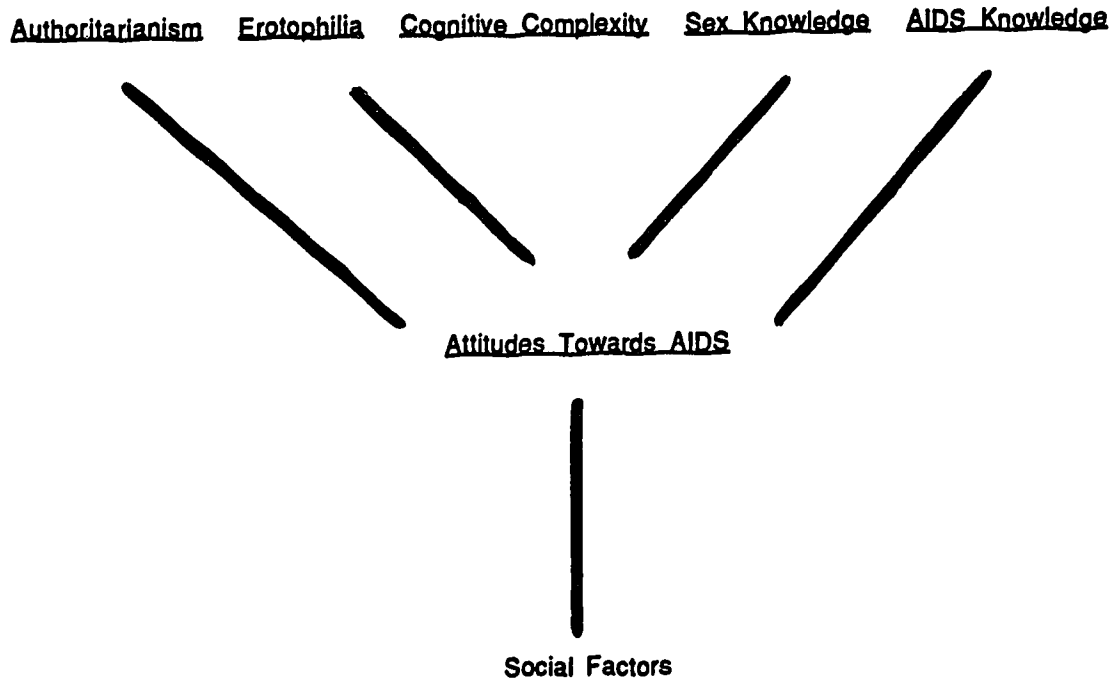 Authoritarianism Erotophilia Cognitive Complexity Sex Knowledge AIDS Knowledge
Attitudes Towards AIDS
Social Factors